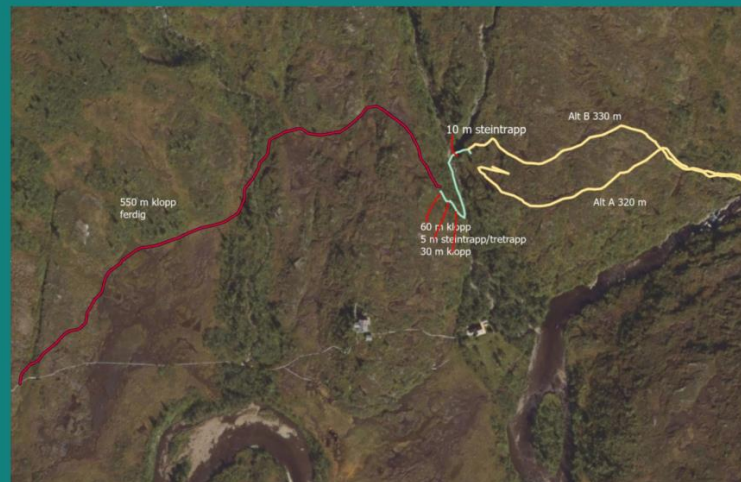 10 m steintrapp
Alt B 330 m
550 m klopp
ferdig
Alt A 320 m
60 m klopp
5 m steintrapp/tretrapp
30 m klopp